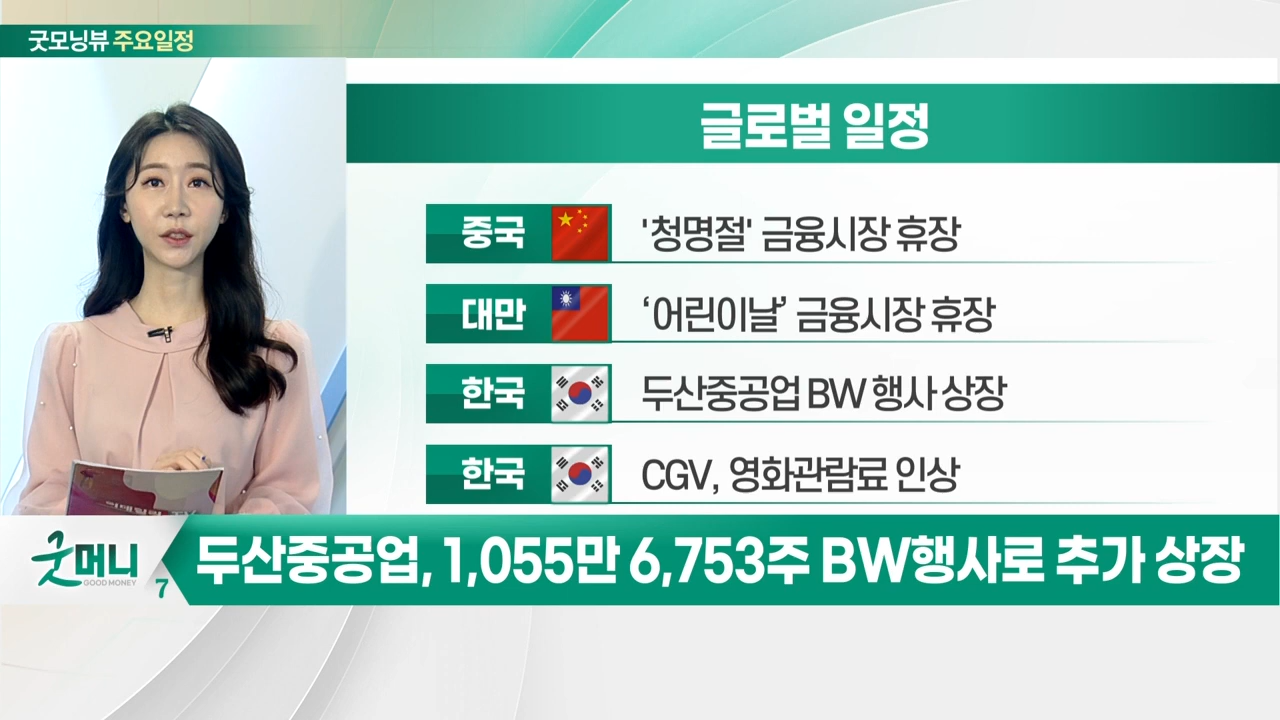 굿모닝뷰 주요일정
글로벌 일정
중국 '청명절' 금융시장 휴장
대만 ‘어린이날’ 금융시장 휴장
한국 두산중공업 BW 행사 상장
한국 CGV, 영화관람료 인상
굿머니
GOOD MONEY
7
두산중공업, 1,055만 6,753주 BW행사로 추가 상장